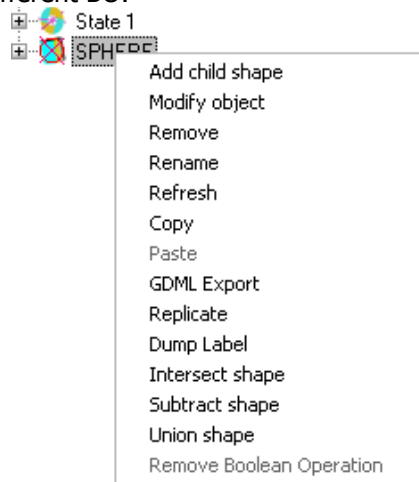 State 1
SPHERE
Add child shape
Modify object
Remove
Rename
Refresh
Copy
Paste
GDML Export
Replicate
Dump Label
Intersect shape
Subtract shape
Union shape
Remove Boolean Operation